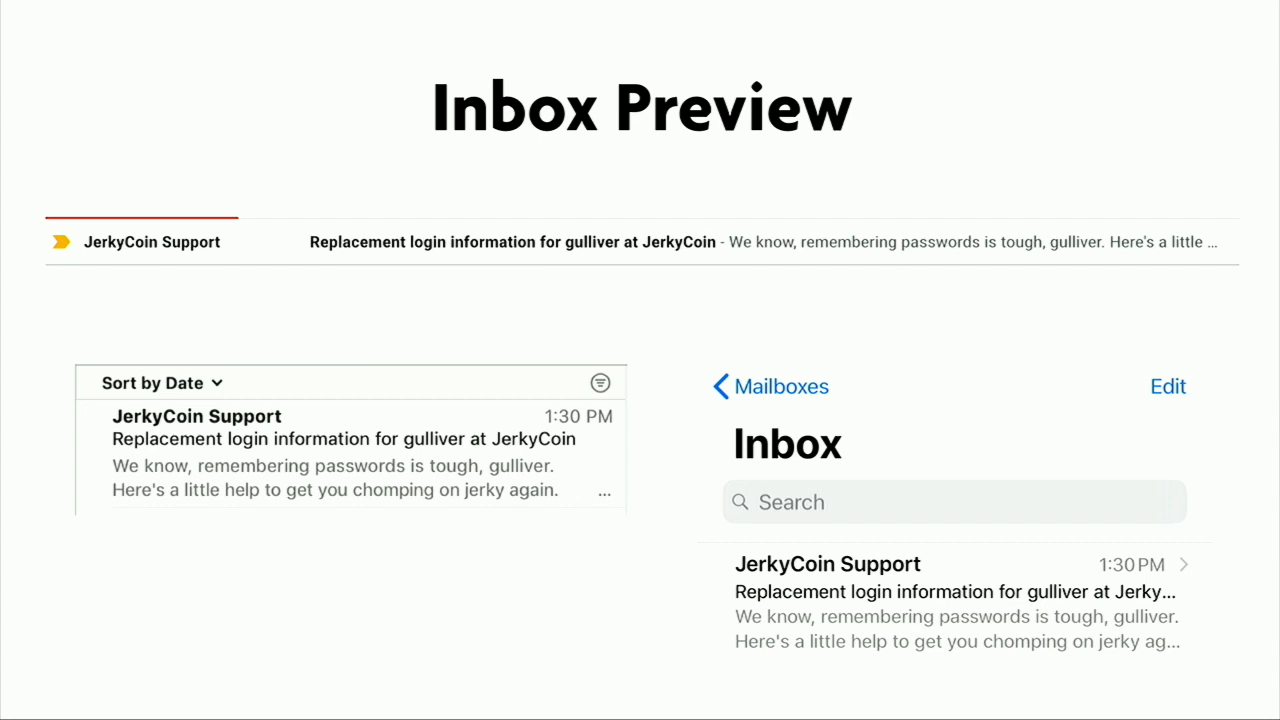 Inbox Preview
JerkyCoin Support Replacement login information for gulliver at JerkyCoin - We know, remembering passwords is tough, gulliver. Here's a little ...
Sort by Date
JerkyCoin Support 1:30 PM
Replacement login information for gulliver at JerkyCoin
We know, remembering passwords is tough, gulliver.
Here's a little help to get you chomping on jerky again. ...
Mailboxes Edit
Inbox
Search
JerkyCoin Support 1:30 PM
Replacement login information for gulliver at Jerky...
We know, remembering passwords is tough, gulliver.
Here's a little help to get you chomping on jerky ag...